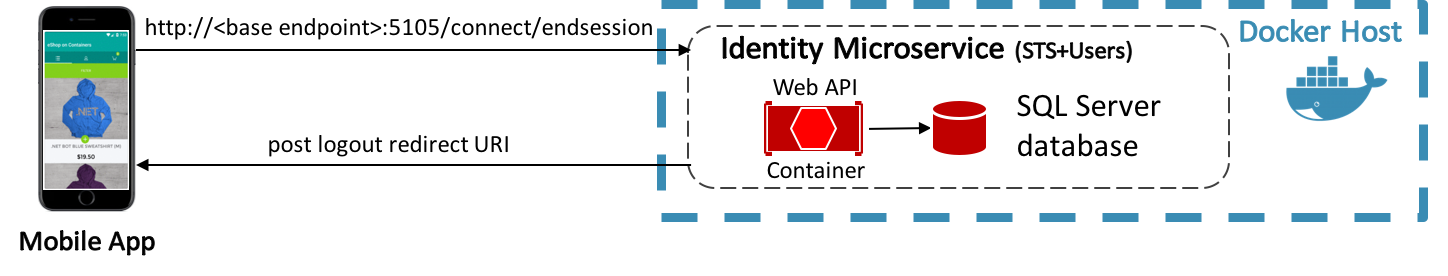 http://<base endpoint>:5105/connect/endsession
post logout redirect URI
Mobile App
eShop on Containers
.NET
.NET BOT BLUE SWEATSHIRT (M)
$19.50
Identity Microservice (STS+Users)
Web API
Container
SQL Server
database
Docker Host